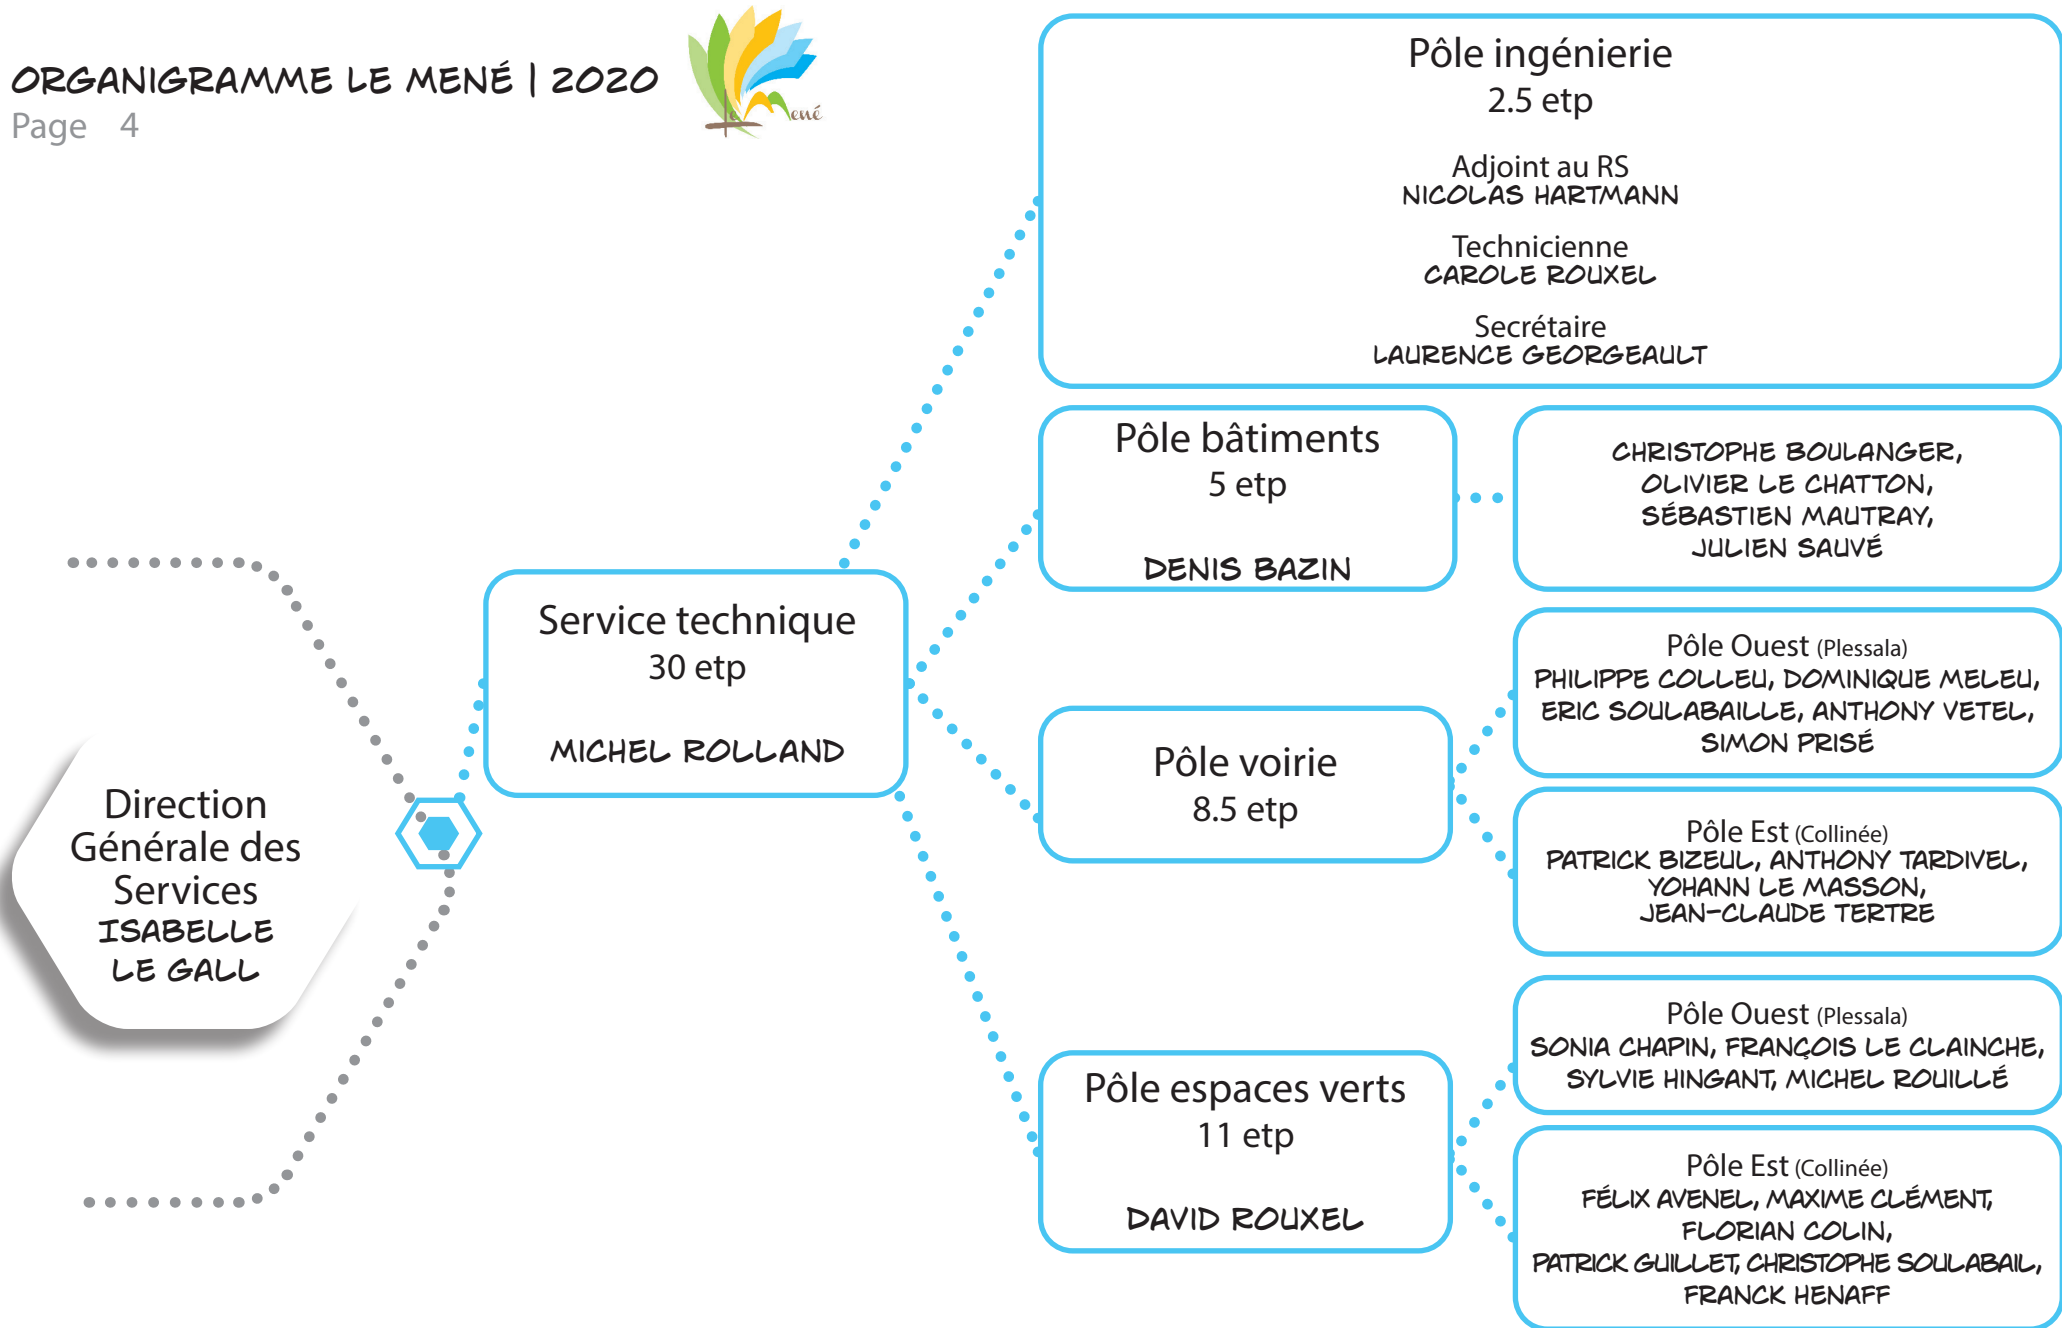 ORGANIGRAMME LE MENÉ | 2020
Page 4
le Mené
Pôle ingénierie
2.5 etp
Adjoint au RS
NICOLAS HARTMANN
Technicienne
CAROLE ROUXEL
Secrétaire
LAURENCE GEORGEAULT
Pôle bâtiments
5 etp
DENIS BAZIN
CHRISTOPHE BOULANGER,
OLIVIER LE CHATTON,
SÉBASTIEN MAUTRAY,
JULIEN SAUVÉ
Service technique
30 etp
MICHEL ROLLAND
Pôle Ouest (Plessala)
PHILIPPE COLLEU, DOMINIQUE MELEU,
ERIC SOULABAILLE, ANTHONY VETEL,
SIMON PRISÉ
Pôle voirie
8.5 etp
Pôle Est (Collinée)
PATRICK BIZEUL, ANTHONY TARDIVEL,
YOHANN LE MASSON,
JEAN-CLAUDE TERTRE
Direction
Générale des
Services
ISABELLE
LE GALL
Pôle Ouest (Plessala)
SONIA CHAPIN, FRANÇOIS LE CLAINCHE,
SYLVIE HINGANT, MICHEL ROUILLÉ
Pôle espaces verts
11 etp
DAVID ROUXEL
Pôle Est (Collinée)
FÉLIX AVENEL, MAXIME CLÉMENT,
FLORIAN COLIN,
PATRICK GUILLET, CHRISTOPHE SOULABAIL,
FRANCK HENAFF